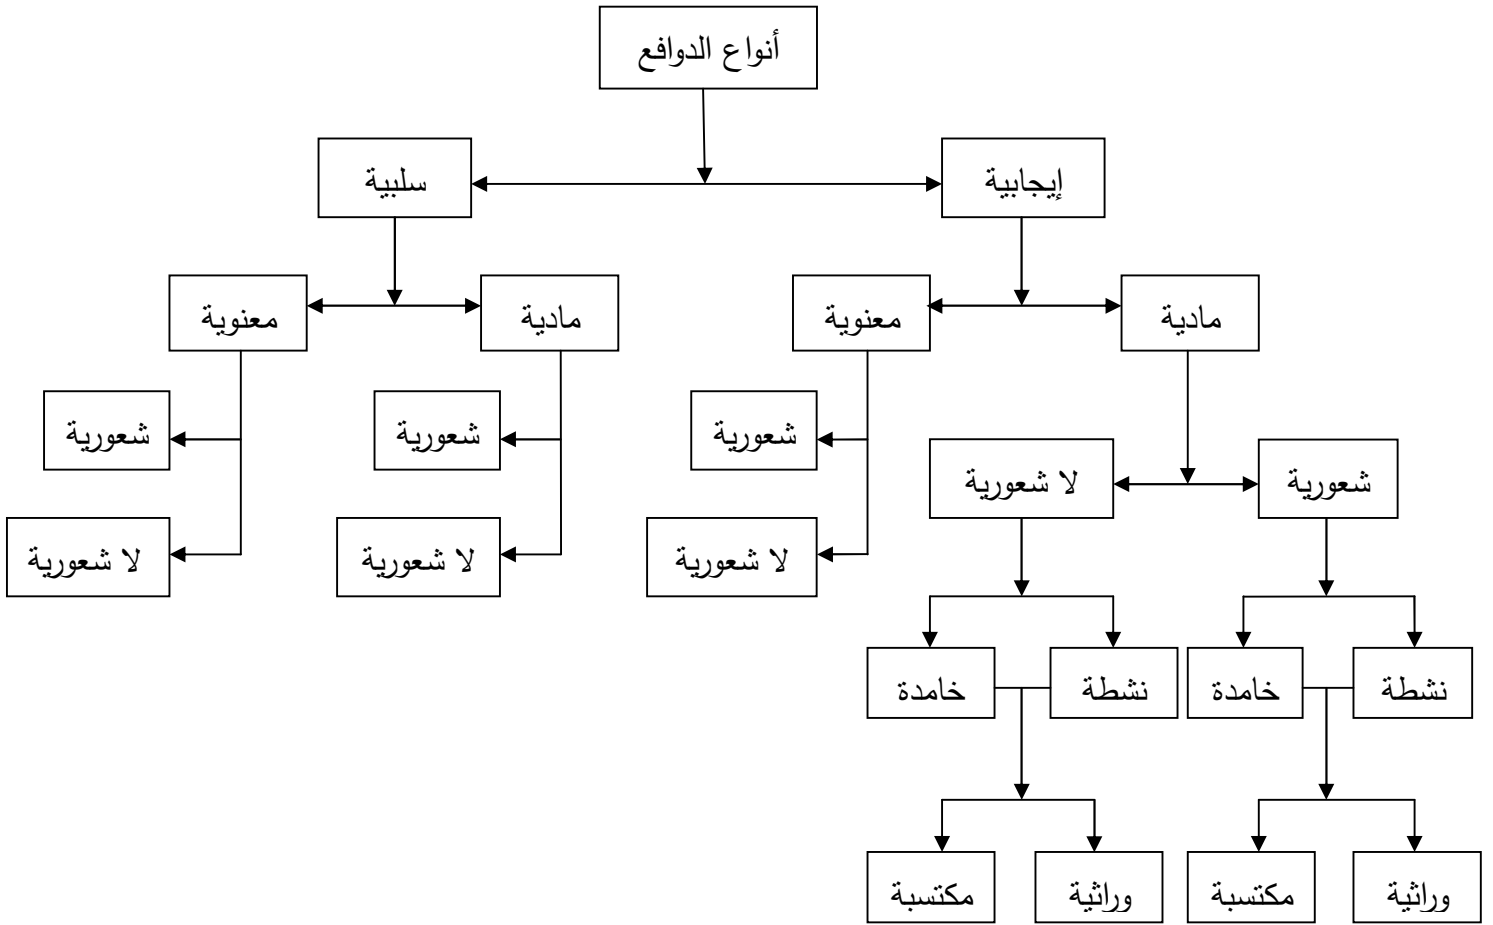 أنواع الدوافع
إيجابية
سلبية
مادية
معنوية
مادية
معنوية
شعورية
شعورية
شعورية
شعورية
لا شعورية
لا شعورية
لا شعورية
لا شعورية
نشطة
خامدة
نشطة
خامدة
وراثية
مكتسبة
وراثية
مكتسبة